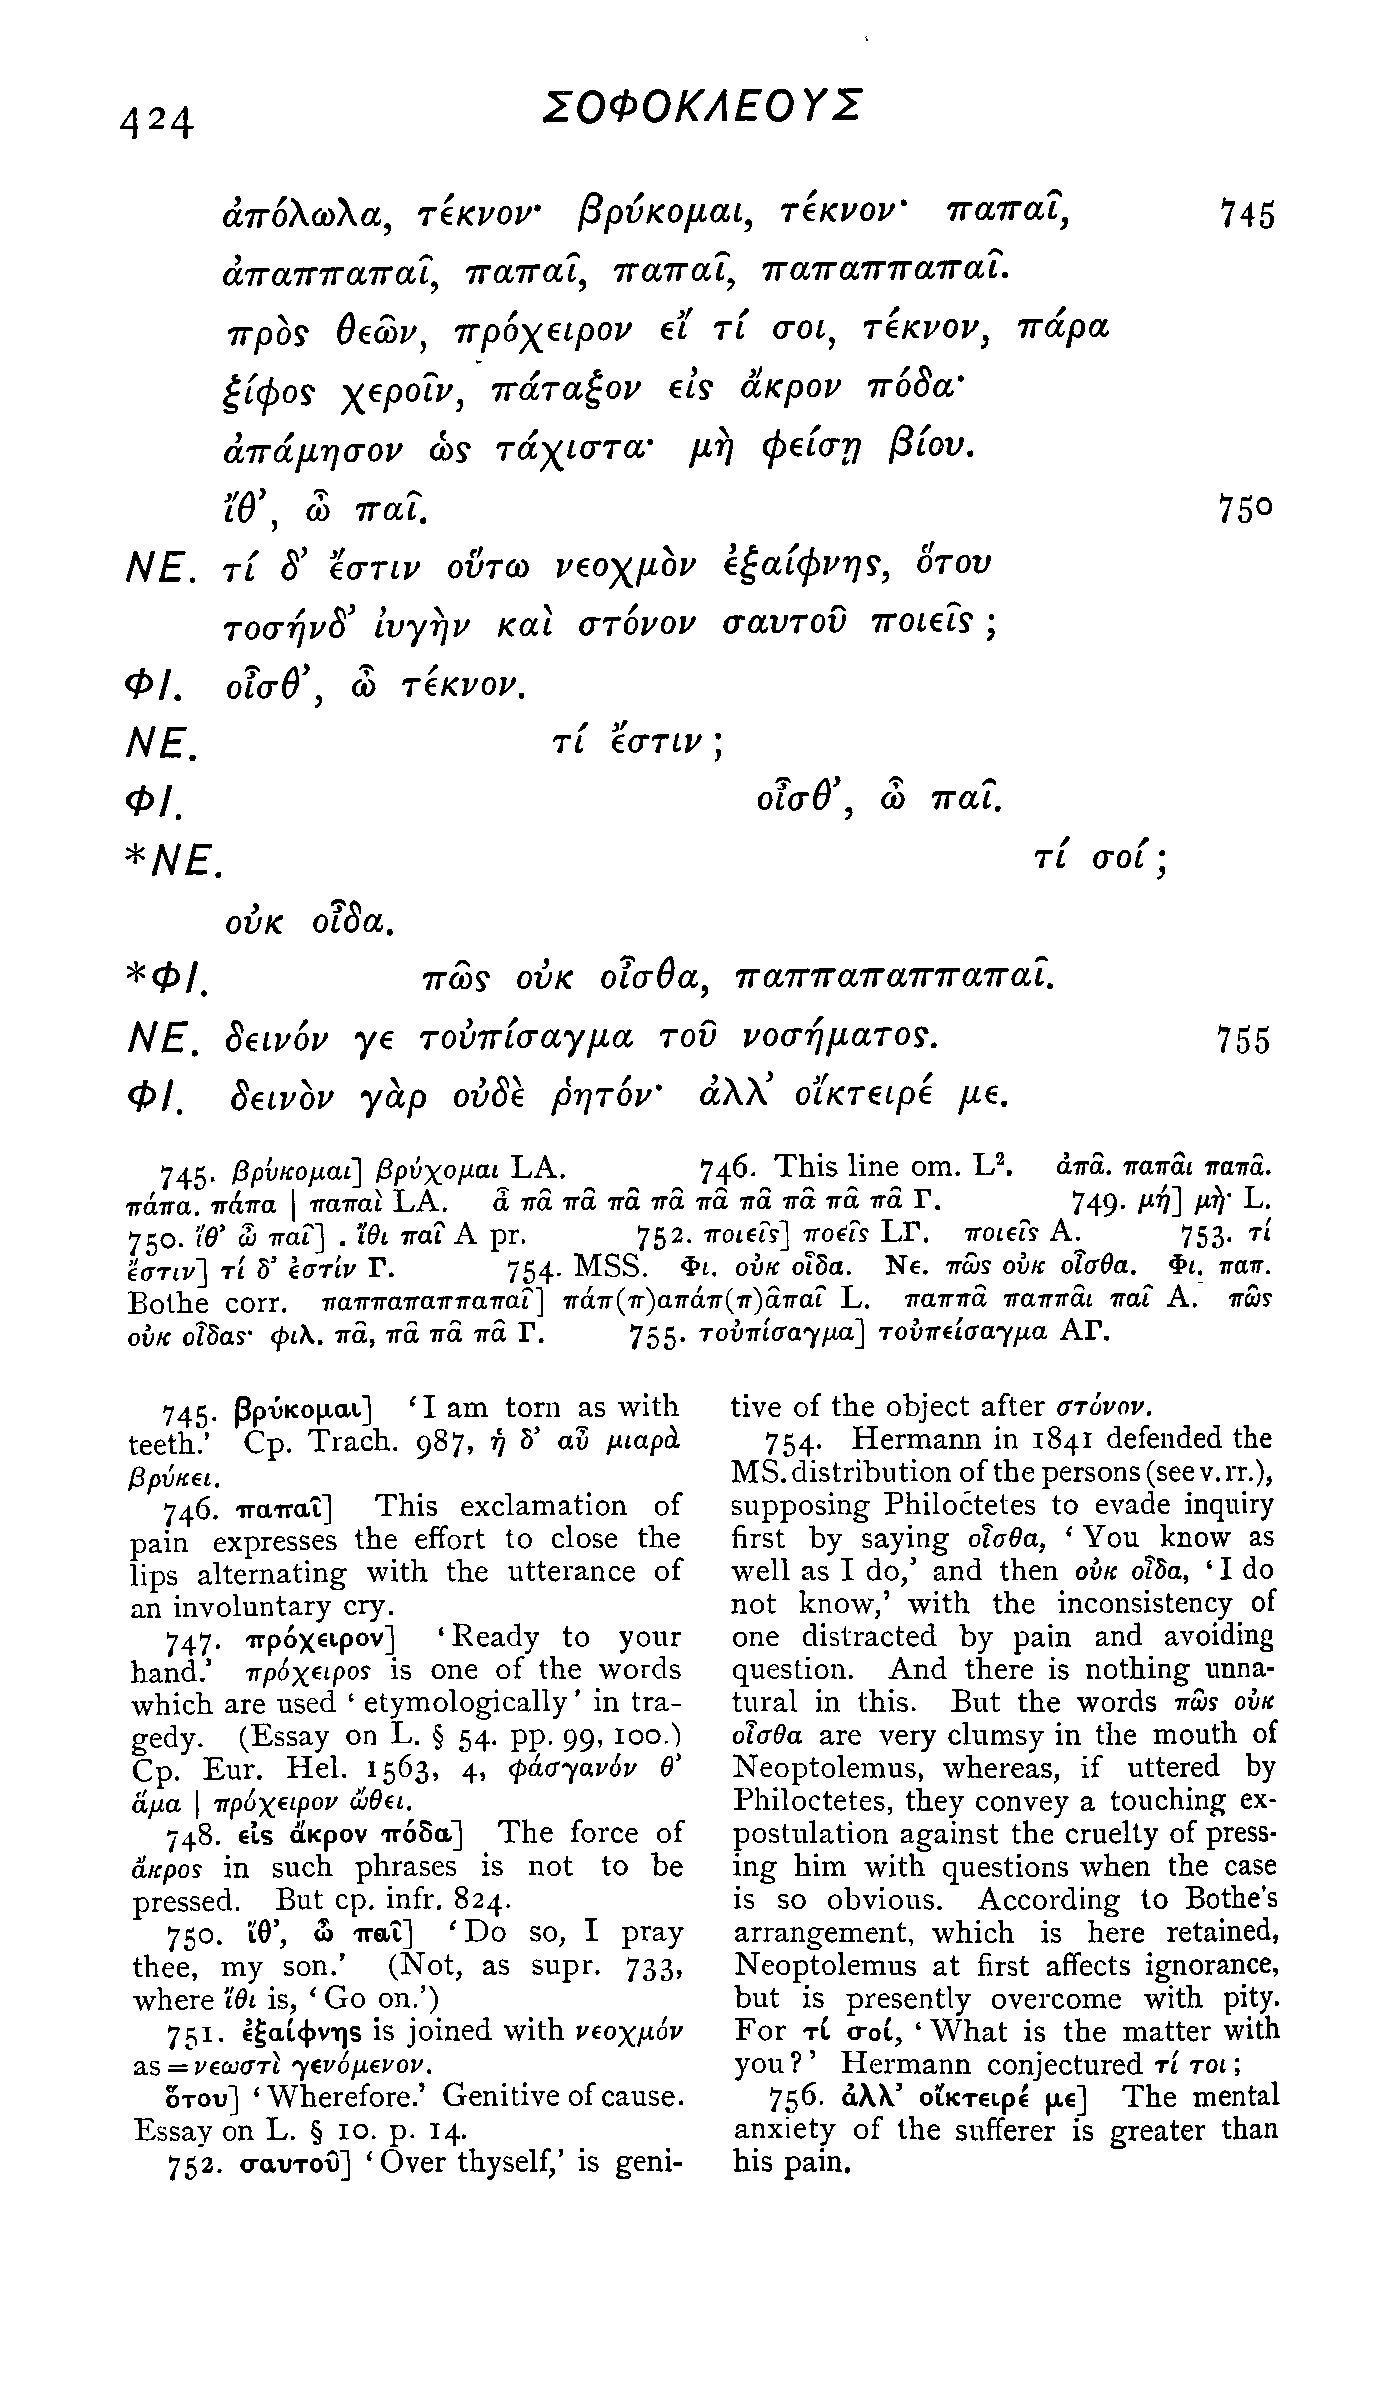 424
ΣΟΦΟΚΛΕΟΥΣ
ἀπόλωλα, τέκνον· βρύκομαι, τέκνον· παπαῖ, 745
ἀπαππαπαῖ, παπαῖ, παπαῖ, παπαππαπαῖ.
πρὸς θεῶν, πρόχειρον εἴ τί σοι, τέκνον, πάρα
ξίφος χεροῖν, πάταξον εἰς ἄκρον πόδα·
ἀπάμησον ὡς τάχιστα· μὴ φείσῃ βίου.
ἴθ’, ὦ παῖ. 750
ΝΕ. τί δ’ ἔστιν οὕτω νεοχμὸν ἐξαίφνης, ὅτου
τοσήνδ’ ἰυγὴν καὶ στόνον σαυτοῦ ποιεῖς ;
ΦΙ. οἶσθ’, ὦ τέκνον.
ΝΕ. τί ἔστιν ;
ΦΙ. οἶσθ’, ὦ παῖ.
*ΝΕ. τί σοί ;
οὐκ οἶδα.
*ΦΙ. πῶς οὐκ οἶσθα, παππαπαππαπαῖ.
ΝΕ. δεινόν γε τοὐπίσαγμα τοῦ νοσήματος. 755
ΦΙ. δεινὸν γὰρ οὐδὲ ῥητόν· ἀλλ’ οἴκτειρέ με.
745. βρύκομαι] βρύχομαι LA. 746. This line om. L². ἀπᾶ. παπᾶι παπᾶ.
πάπα. πάπα | παπαὶ LA. ἆ πᾶ πᾶ πᾶ πᾶ πᾶ πᾶ πᾶ πᾶ πᾶ Γ. 749. μή] μὴ· L.
750. ἴθ’ ὦ παῖ] . ἴθι παῖ A pr. 752. ποιεῖς] ποεῖς LΓ. ποιεῖς A. 753. τί
ἔστιν] τί δ’ ἐστίν Γ. 754. MSS. Φι. οὐκ οἶδα. Νε. πῶς οὐκ οἶσθα. Φι. παπ.
Bothe corr. παππαπαππαπαῖ] πάπ(π)απάπ(π)ᾶπαῖ L. παππᾶ παππᾶι παῖ A. πῶς
οὐκ οἶδας· φιλ. πᾶ, πᾶ πᾶ πᾶ Γ. 755. τοὐπίσαγμα] τοὐπείσαγμα ΑΓ.
745. βρύκομαι] ‘I am torn as with
teeth.’ Cp. Trach. 987, ἡ δ’ αὖ μιαρὰ
βρύκει.
746. παπαῖ] This exclamation of
pain expresses the effort to close the
lips alternating with the utterance of
an involuntary cry.
747. πρόχειρον] ‘Ready to your
hand.’ πρόχειρος is one of the words
which are used ‘etymologically’ in tra-
gedy. (Essay on L. § 54. pp. 99, 100.)
Cp. Eur. Hel. 1563, 4, φάσγανόν θ’
ἅμα | πρόχειρον ὤθει.
748. εἰς ἄκρον πόδα] The force of
ἄκρος in such phrases is not to be
pressed. But cp. infr. 824.
750. ἴθ’, ὦ παῖ] ‘Do so, I pray
thee, my son.’ (Not, as supr. 733,
where ἴθι is, ‘Go on.’)
751. ἐξαίφνης is joined with νεοχμόν
as = νεωστὶ γενόμενον.
ὅτου] ‘Wherefore.’ Genitive of cause.
Essay on L. § 10. p. 14.
752. σαυτοῦ] ‘Over thyself,’ is geni-
tive of the object after στόνον.
754. Hermann in 1841 defended the
MS. distribution of the persons (see v. rr.),
supposing Philoctetes to evade inquiry
first by saying οἶσθα, ‘You know as
well as I do,’ and then οὐκ οἶδα, ‘I do
not know,’ with the inconsistency of
one distracted by pain and avoiding
question. And there is nothing unna-
tural in this. But the words πῶς οὐκ
οἶσθα are very clumsy in the mouth of
Neoptolemus, whereas, if uttered by
Philoctetes, they convey a touching ex-
postulation against the cruelty of press-
ing him with questions when the case
is so obvious. According to Bothe's
arrangement, which is here retained,
Neoptolemus at first affects ignorance,
but is presently overcome with pity.
For τί σοί, ‘What is the matter with
you?’ Hermann conjectured τί τοι ;
756. ἀλλ’ οἴκτειρέ με] The mental
anxiety of the sufferer is greater than
his pain.